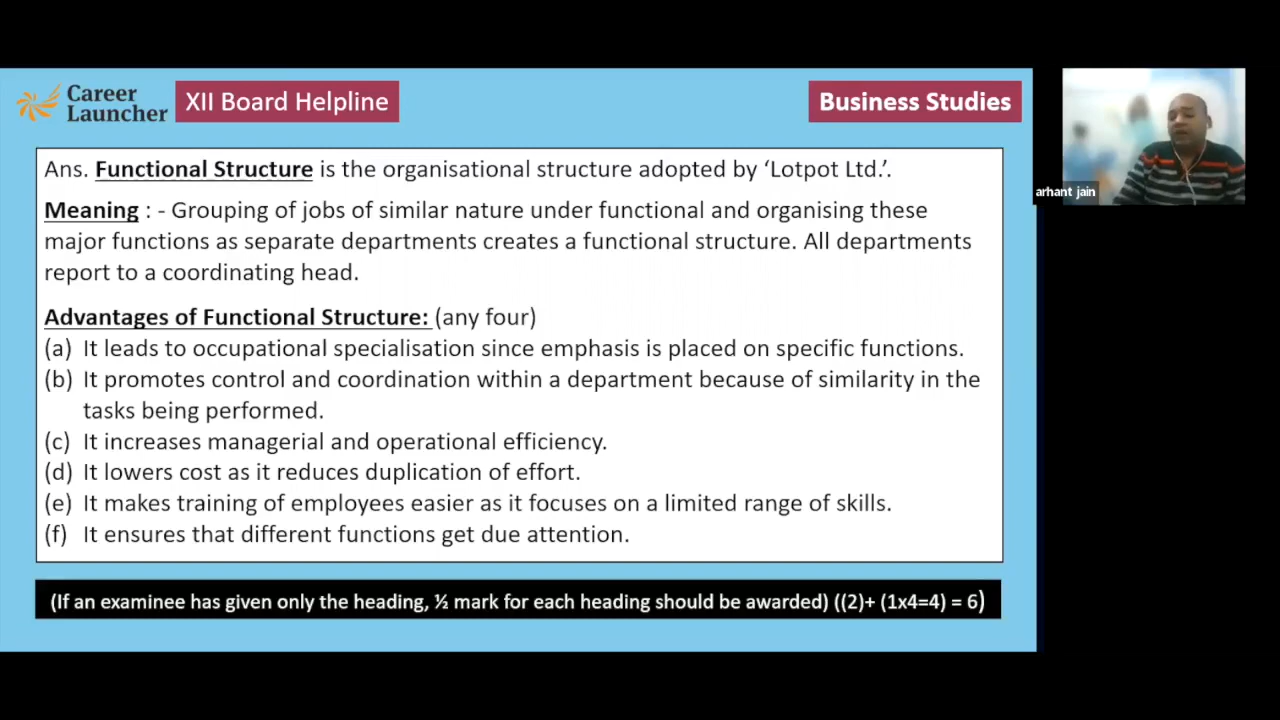 Career
Launcher
XII Board Helpline
Business Studies
Ans. Functional Structure is the organisational structure adopted by ‘Lotpot Ltd.’.
Meaning : - Grouping of jobs of similar nature under functional and organising these
major functions as separate departments creates a functional structure. All departments
report to a coordinating head.
Advantages of Functional Structure: (any four)
(a) It leads to occupational specialisation since emphasis is placed on specific functions.
(b) It promotes control and coordination within a department because of similarity in the
tasks being performed.
(c) It increases managerial and operational efficiency.
(d) It lowers cost as it reduces duplication of effort.
(e) It makes training of employees easier as it focuses on a limited range of skills.
(f) It ensures that different functions get due attention.
(If an examinee has given only the heading, ½ mark for each heading should be awarded) ((2)+ (1x4=4) = 6)
arhant jain